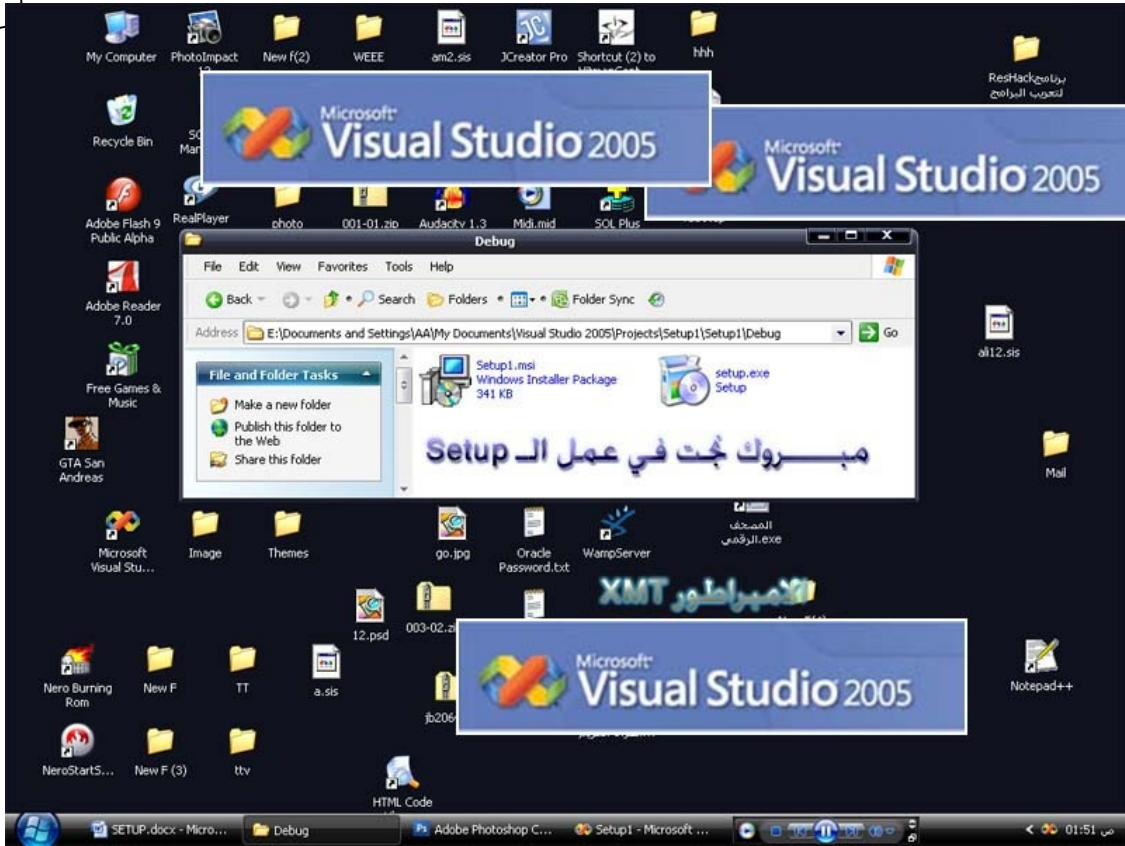 My Computer
PhotoImpact
12
New f(2)
WEEE
am2.sis
JCreator Pro
Shortcut (2) to
hhh
برنامجResHack
لتعريب البرامج
Recycle Bin
Microsoft
Visual Studio 2005
Microsoft
Visual Studio 2005
Adobe Flash 9
Public Alpha
RealPlayer
photo
001-01.zip
Audacity 1.3
Midi.mid
SQL Plus
Debug
File Edit View Favorites Tools Help
Back Search Folders Folder Sync
Address E:\Documents and Settings\AA\My Documents\Visual Studio 2005\Projects\Setup1\Setup1\Debug Go
File and Folder Tasks
Make a new folder
Publish this folder to
the Web
Share this folder
Setup1.msi
Windows Installer Package
341 KB
setup.exe
Setup
مبـــــــروك نجحت في عمل الـ Setup
Adobe Reader
7.0
ali12.sis
Free Games &
Music
GTA San
Andreas
Mail
Microsoft
Visual Stu...
Image
Themes
go.jpg
Oracle
Password.txt
WampServer
المصحف
الرقمي.exe
الامبراطور XMT
12.psd
003-02.zi
Microsoft
Visual Studio 2005
Nero Burning
Rom
New F
TT
a.sis
jb206
Notepad++
NeroStartS...
New F (3)
ttv
HTML Code
SETUP.docx - Micro...
Debug
Adobe Photoshop C...
Setup1 - Microsoft ...
01:51 ص